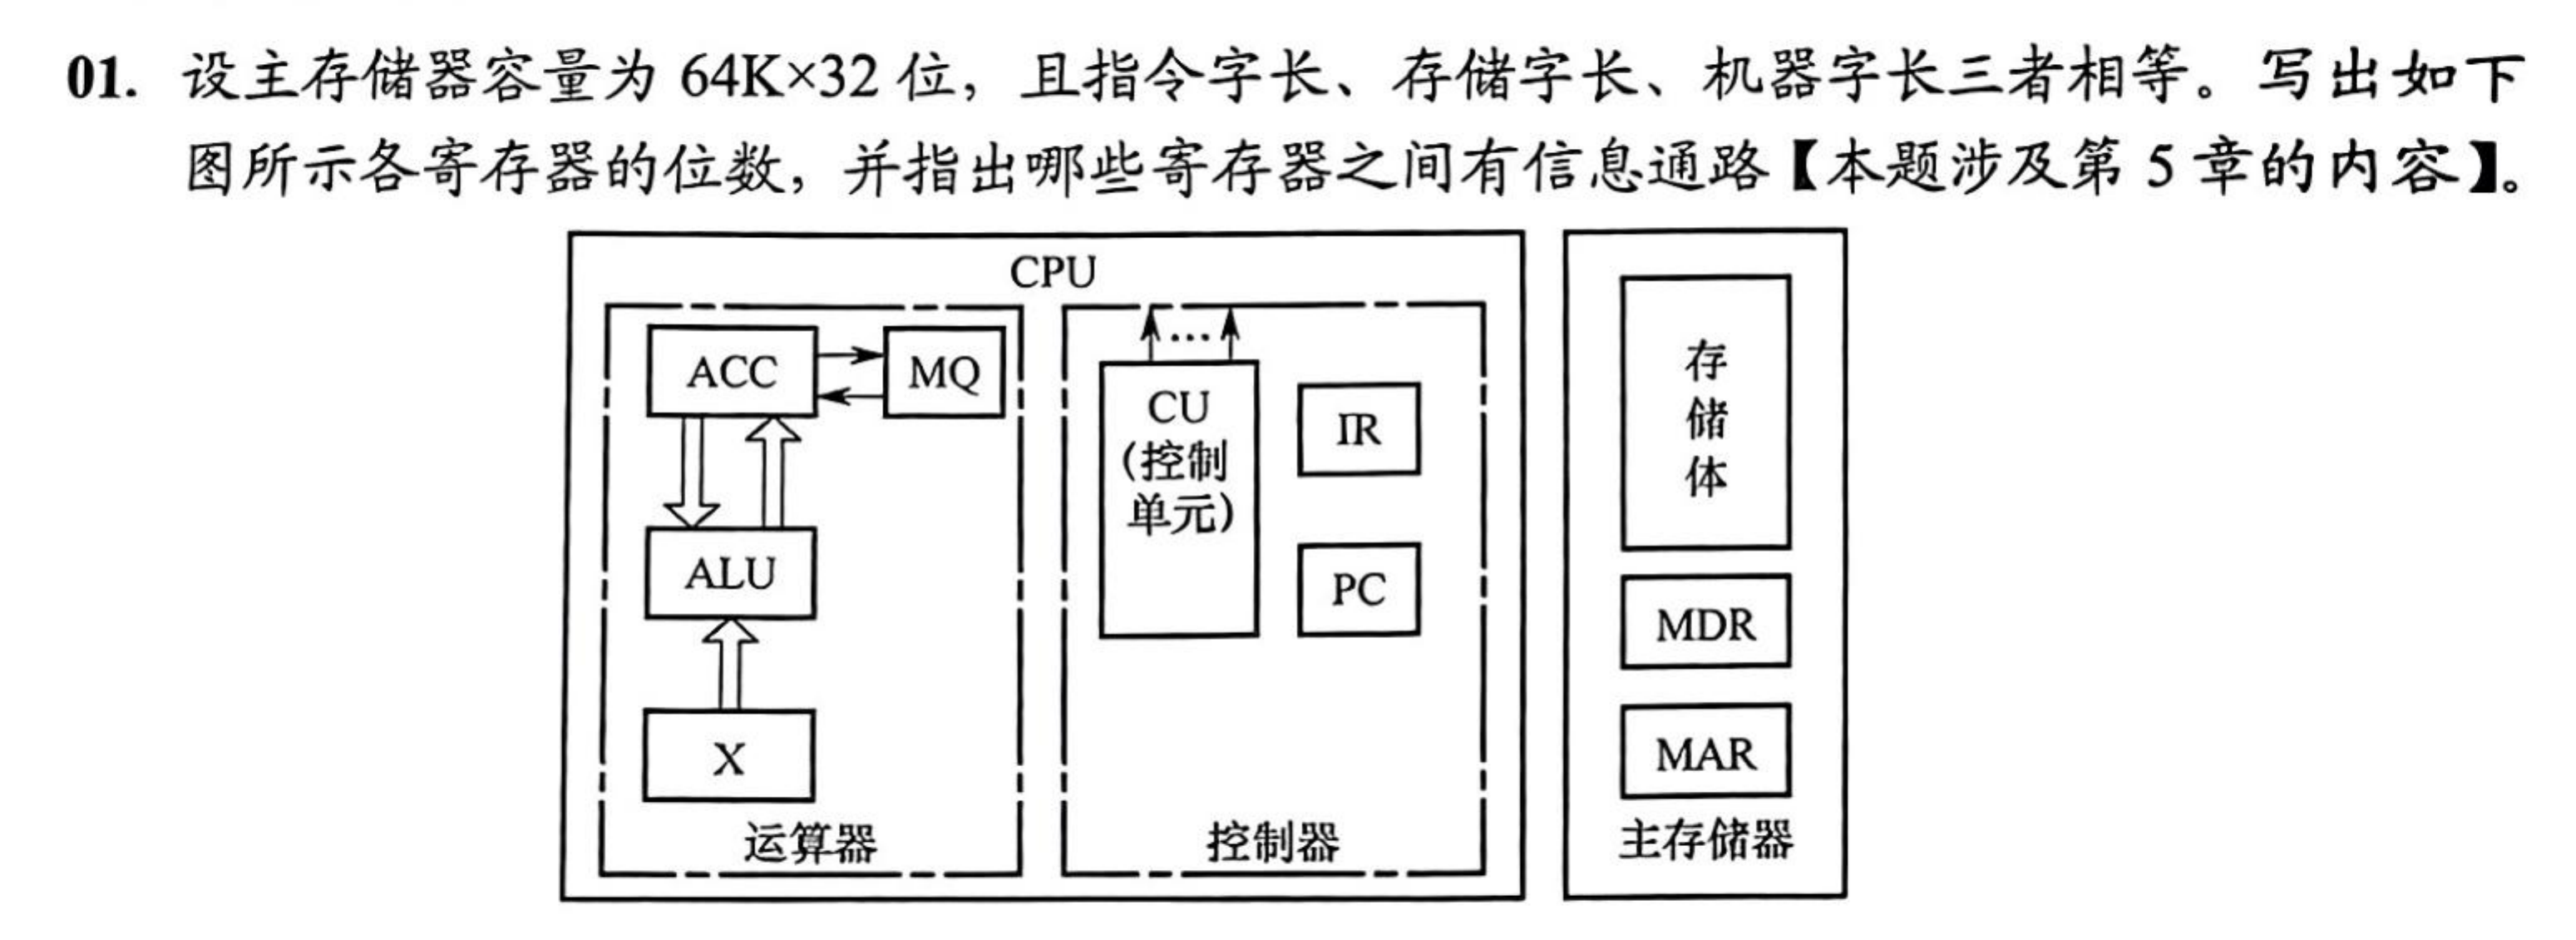 01. 设主存储器容量为 64K×32 位，且指令字长、存储字长、机器字长三者相等。写出如下
图所示各寄存器的位数，并指出哪些寄存器之间有信息通路【本题涉及第 5 章的内容】。
CPU
ACC
MQ
ALU
X
运算器
...
CU
(控制
单元)
IR
PC
控制器
存
储
体
MDR
MAR
主存储器